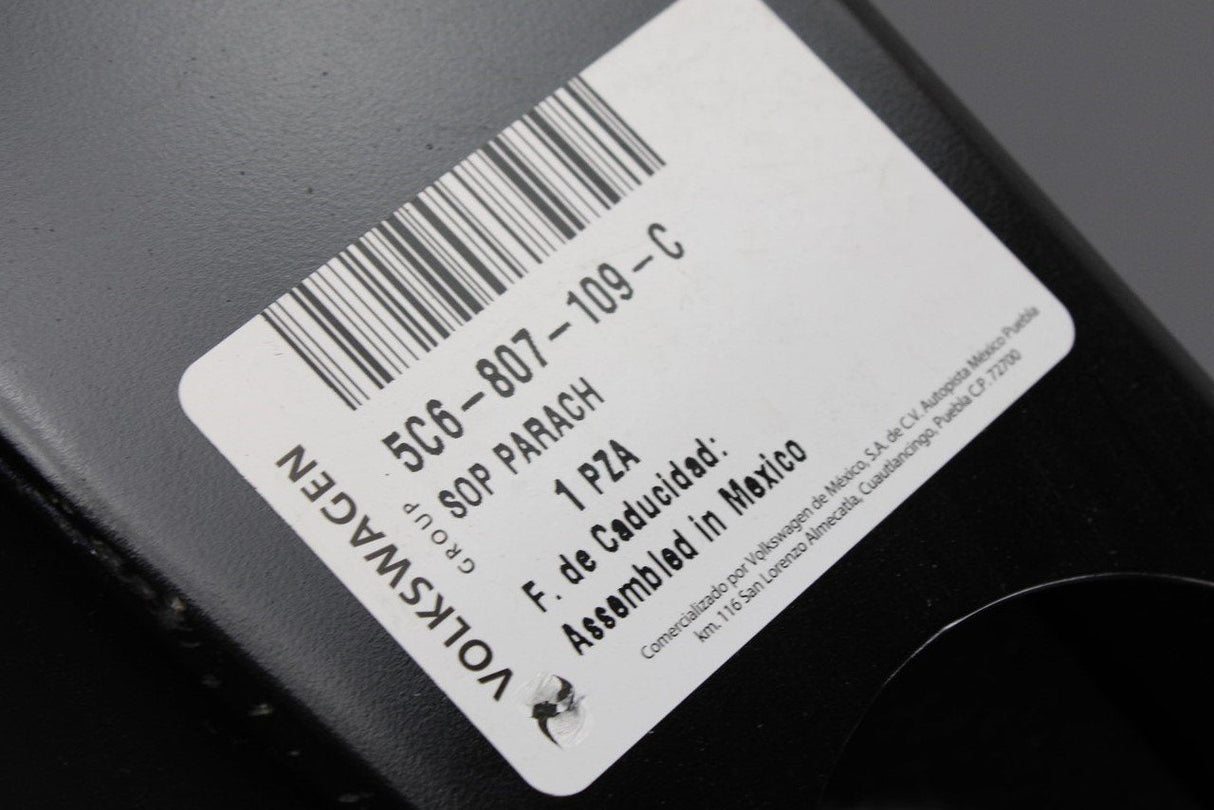 5C6-807-109-C
SOP PARACH
1 PZA
F. de Caducidad:
Assembled in Mexico
Comercializado por Volkswagen de México, S.A. de C.V. Autopista México Puebla
km. 116 San Lorenzo Almecatla, Cuautlancingo, Puebla C.P. 72700
VOLKSWAGEN
GROUP